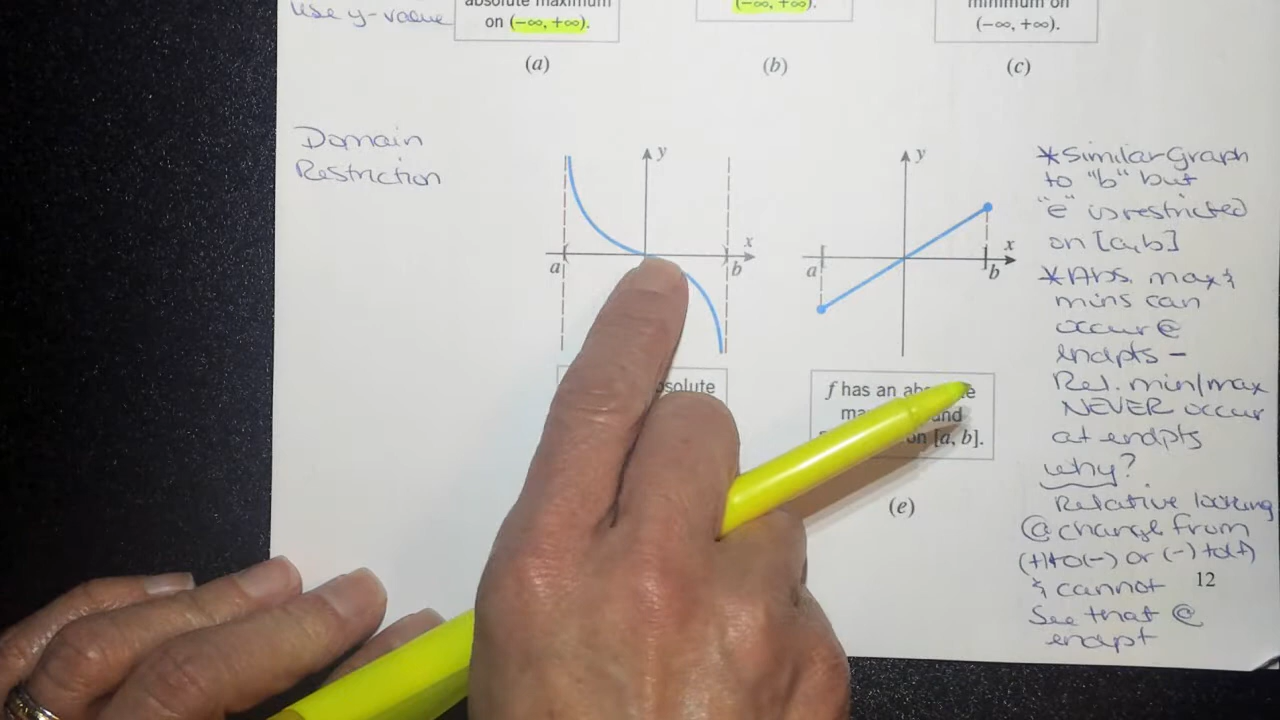 Use y-value
absolute maximum
on (−∞, +∞).
(−∞, +∞).
minimum on
(−∞, +∞).
(a)
(b)
(c)
Domain
Restriction
y
x
a
b
y
x
a
b
f has an
and
on [a, b].
(e)
*Similar Graph
to "b" but
"e" is restricted
on [a,b]
*Abs. max &
mins can
occur @
endpts –
Rel. min/max
NEVER occur
at endpts
why?
Relative looking
@ change from
(+) to (-) or (-) to (+)
& cannot
See that @
endpt
12